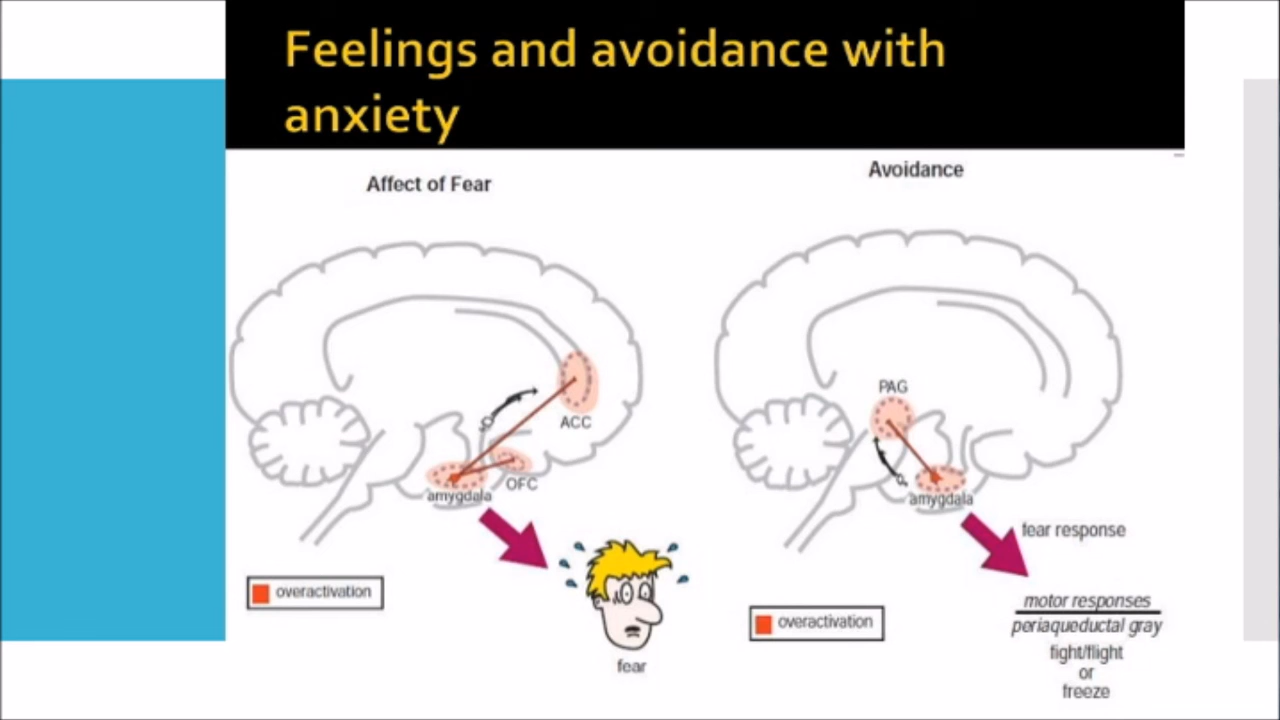 Feelings and avoidance with
anxiety
Affect of Fear
ACC
OFC
amygdala
overactivation
fear
Avoidance
PAG
amygdala
fear response
overactivation
motor responses
periaqueductal gray
fight/flight
or
freeze